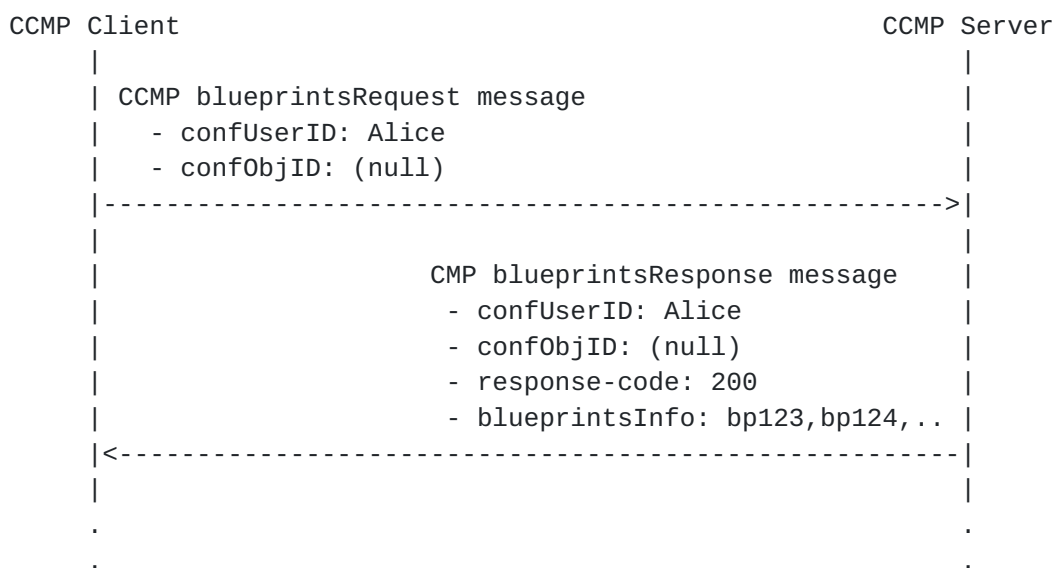 CCMP Client CCMP Server
CCMP blueprintsRequest message
- confUserID: Alice
- confObjID: (null)
CMP blueprintsResponse message
- confUserID: Alice
- confObjID: (null)
- response-code: 200
- blueprintsInfo: bp123,bp124,..